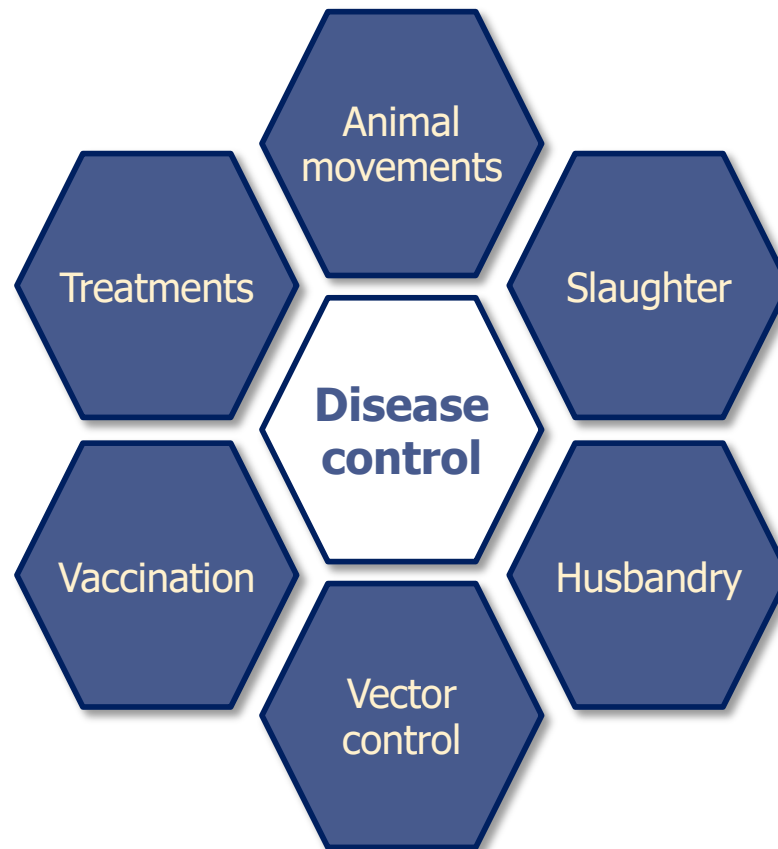 Animal
movements
Treatments
Slaughter
Disease
control
Vaccination
Husbandry
Vector
control